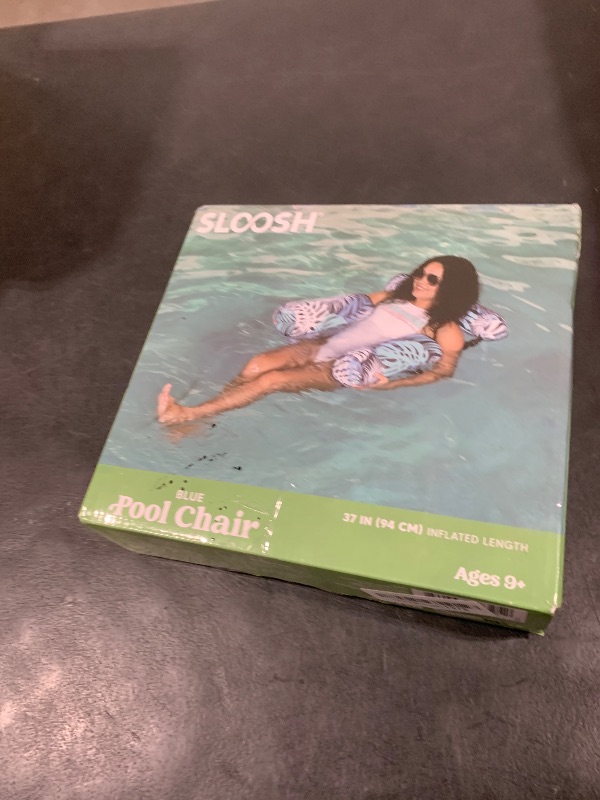 SLOOSH
BLUE
Pool Chair
37 IN (94 CM) INFLATED LENGTH
Ages 9+